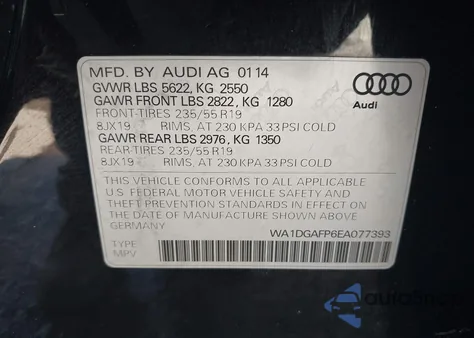 MFD. BY AUDI AG 01 14
GVWR LBS 5622, KG 2550
GAWR FRONT LBS 2822, KG 1280
FRONT-TIRES 235/55 R19
8JX19 RIMS, AT 230 KPA 33 PSI COLD
GAWR REAR LBS 2976, KG 1350
REAR-TIRES 235/55 R19
8JX19 RIMS, AT 230 KPA 33 PSI COLD
Audi
THIS VEHICLE CONFORMS TO ALL APPLICABLE
U.S. FEDERAL MOTOR VEHICLE SAFETY AND
THEFT PREVENTION STANDARDS IN EFFECT ON
THE DATE OF MANUFACTURE SHOWN ABOVE
GERMANY WA1DGAFP6EA077393
TYPE
MPV